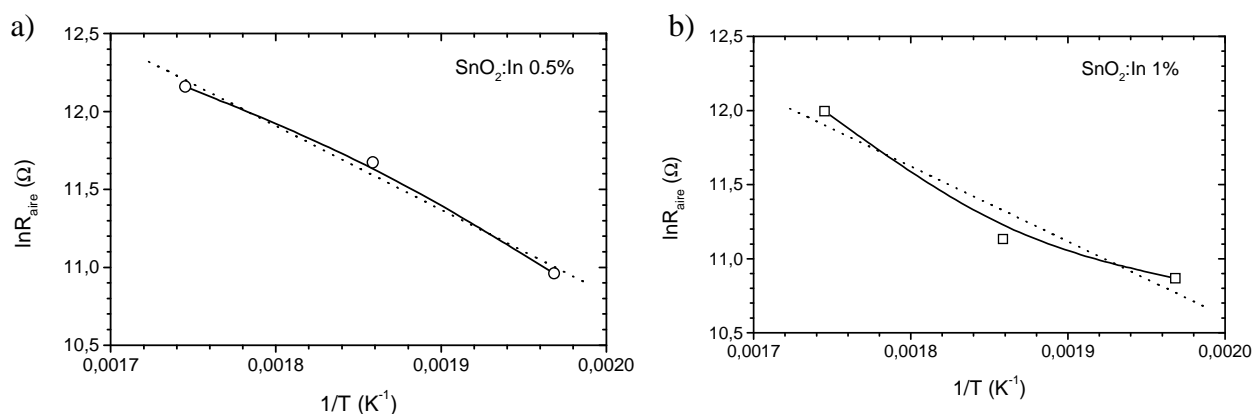 a)
12,5
12,0
11,5
11,0
10,5
lnR_aire (Ω)
SnO₂:In 0.5%
0,0017 0,0018 0,0019 0,0020
1/T (K⁻¹)
b)
12,5
12,0
11,5
11,0
10,5
lnR_aire (Ω)
SnO₂:In 1%
0,0017 0,0018 0,0019 0,0020
1/T (K⁻¹)